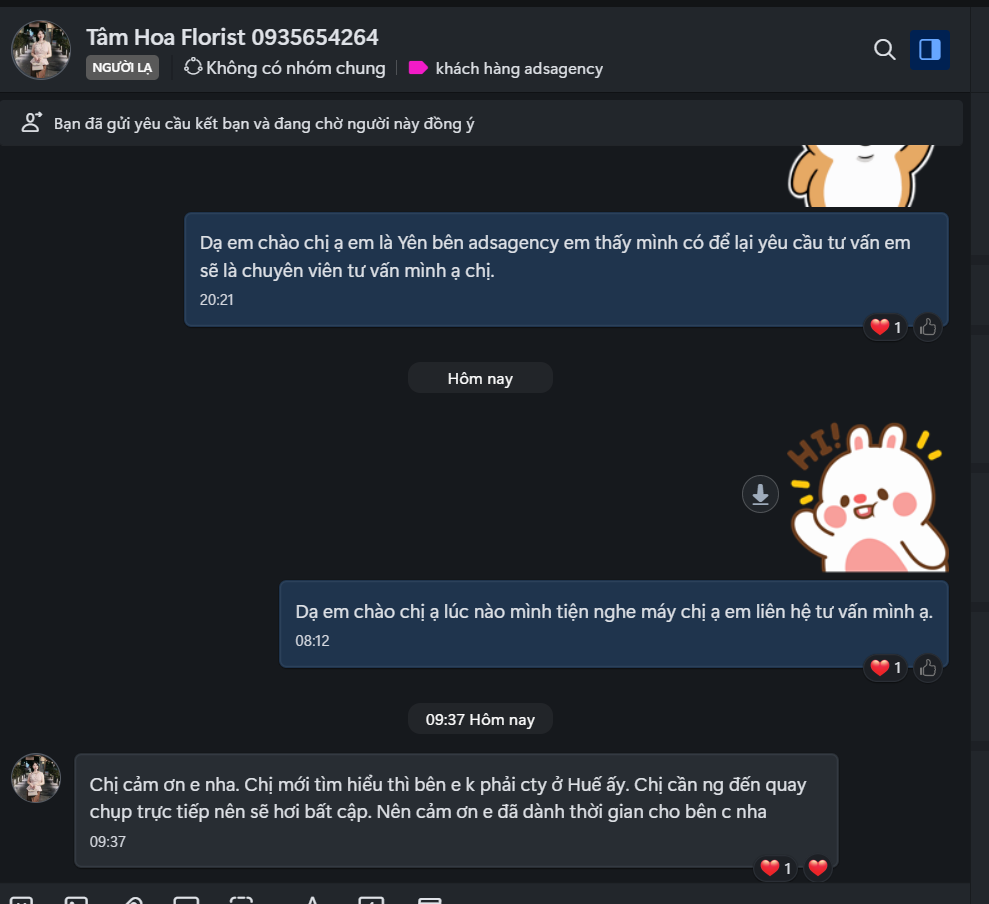 Tâm Hoa Florist 0935654264
NGƯỜI LẠ
Không có nhóm chung
khách hàng adsagency
Bạn đã gửi yêu cầu kết bạn và đang chờ người này đồng ý
Dạ em chào chị ạ em là Yên bên adsagency em thấy mình có để lại yêu cầu tư vấn em
sẽ là chuyên viên tư vấn mình ạ chị.
20:21
1
Hôm nay
HI!
Dạ em chào chị ạ lúc nào mình tiện nghe máy chị ạ em liên hệ tư vấn mình ạ.
08:12
1
09:37 Hôm nay
Chị cảm ơn e nha. Chị mới tìm hiểu thì bên e k phải cty ở Huế ấy. Chị cần ng đến quay
chụp trực tiếp nên sẽ hơi bất cập. Nên cảm ơn e đã dành thời gian cho bên c nha
09:37
1